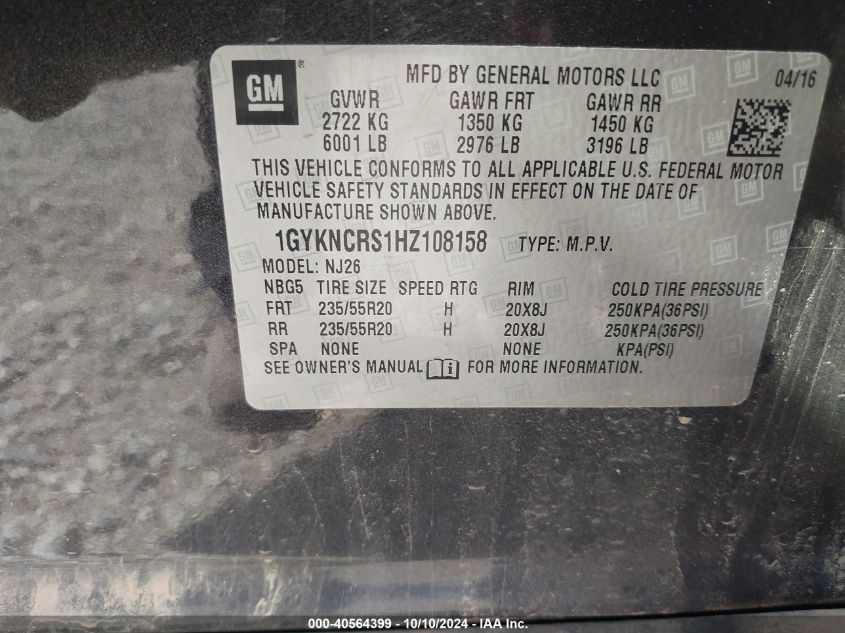 GM ®
MFD BY GENERAL MOTORS LLC 04/16
GVWR GAWR FRT GAWR RR
2722 KG 1350 KG 1450 KG
6001 LB 2976 LB 3196 LB
THIS VEHICLE CONFORMS TO ALL APPLICABLE U.S. FEDERAL MOTOR
VEHICLE SAFETY STANDARDS IN EFFECT ON THE DATE OF
MANUFACTURE SHOWN ABOVE.
1GYKNCRS1HZ108158 TYPE: M.P.V.
MODEL: NJ26
NBG5 TIRE SIZE SPEED RTG RIM COLD TIRE PRESSURE
FRT 235/55R20 H 20X8J 250KPA(36PSI)
RR 235/55R20 H 20X8J 250KPA(36PSI)
SPA NONE NONE KPA(PSI)
SEE OWNER'S MANUAL i FOR MORE INFORMATION.
000-40564399 - 10/10/2024 - IAA Inc.